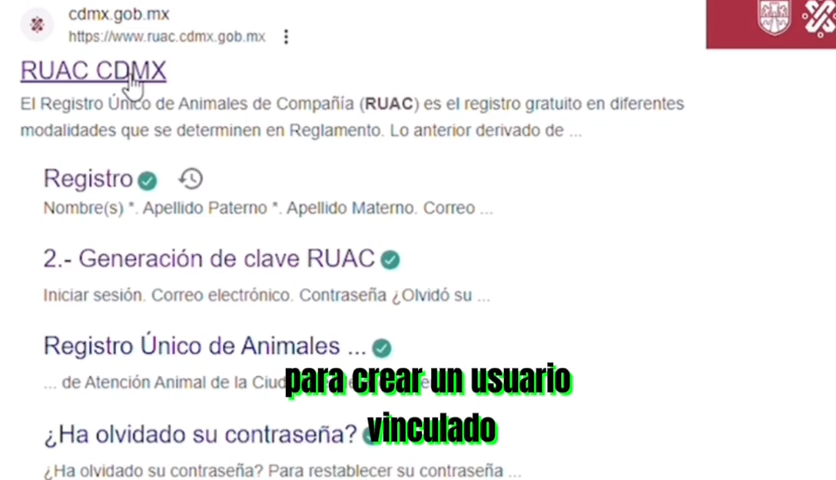 cdmx.gob.mx
https://www.ruac.cdmx.gob.mx
RUAC CDMX
El Registro Único de Animales de Compañía (RUAC) es el registro gratuito en diferentes
modalidades que se determinen en Reglamento. Lo anterior derivado de ...
Registro
Nombre(s) *. Apellido Paterno *. Apellido Materno. Correo ...
2.- Generación de clave RUAC
Iniciar sesión. Correo electrónico. Contraseña ¿Olvidó su ...
Registro Único de Animales ...
... de Atención Animal de la
para crear un usuario
¿Ha olvidado su contraseña?
vinculado
¿Ha olvidado su contraseña? Para restablecer su contraseña ...